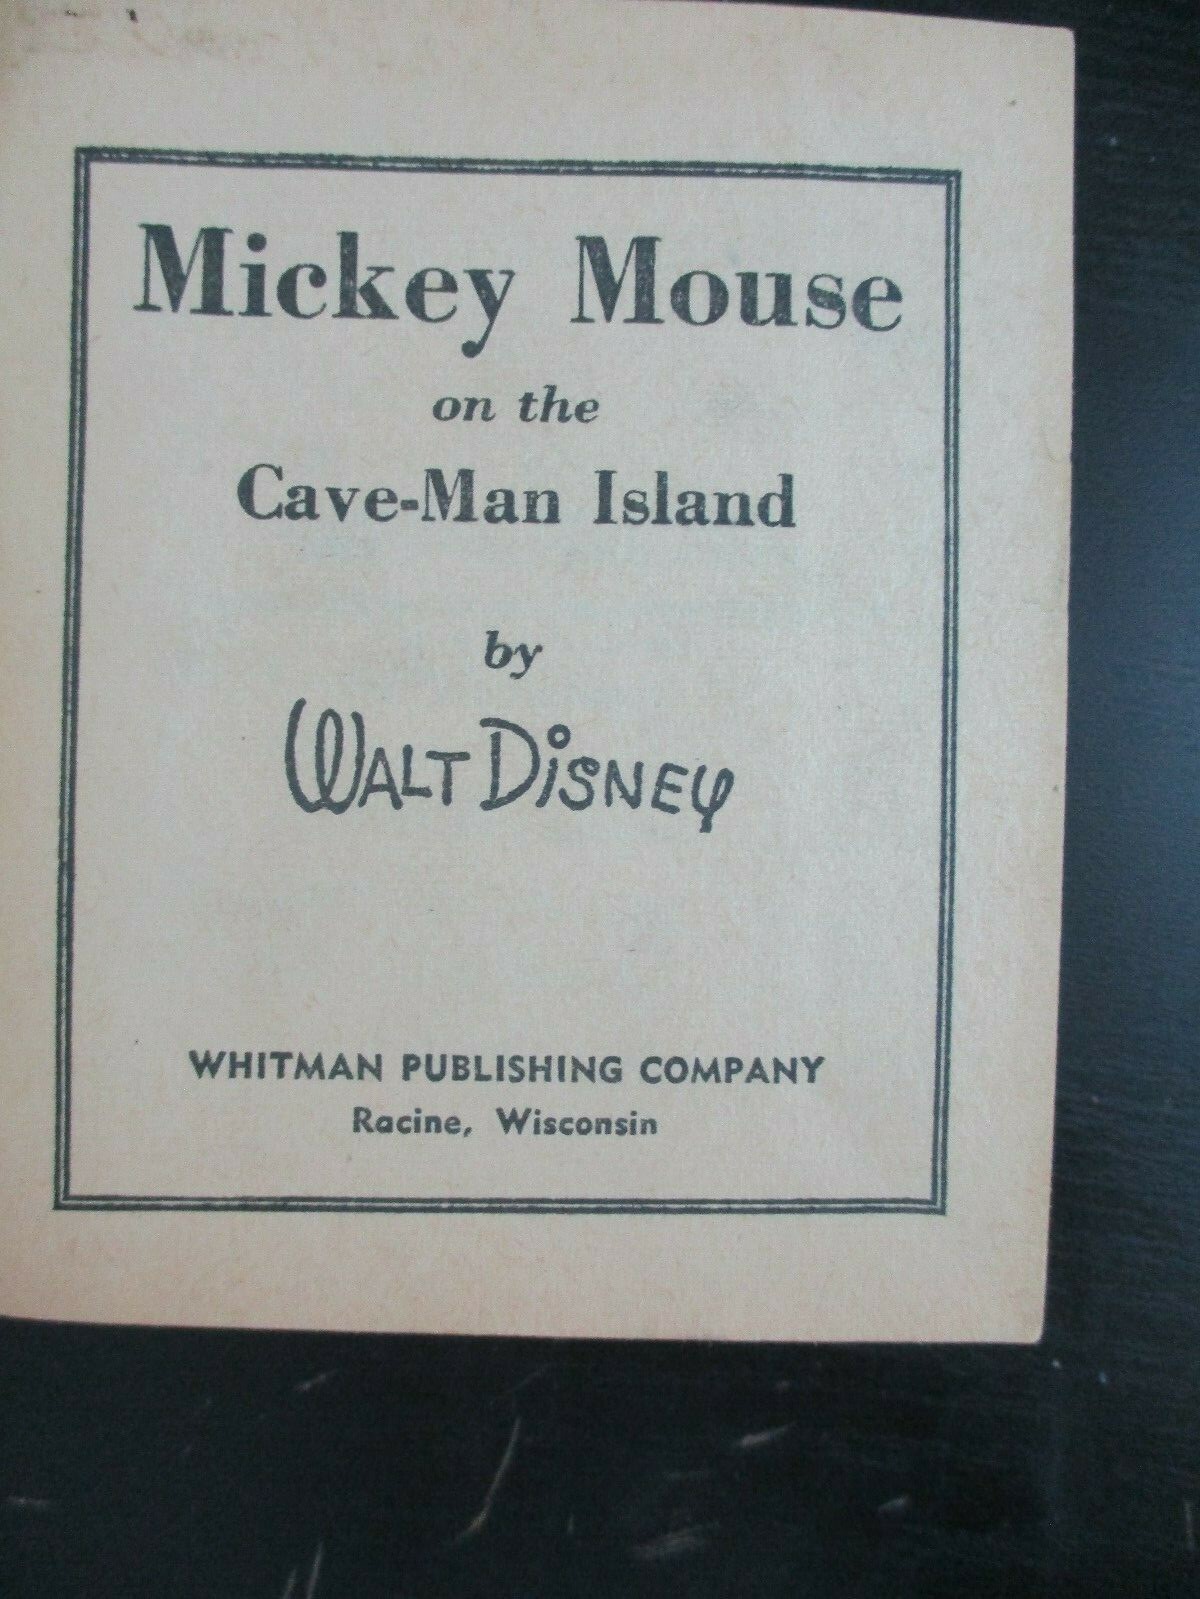 Mickey Mouse
on the
Cave-Man Island
by
WALT DISNEY
WHITMAN PUBLISHING COMPANY
Racine, Wisconsin